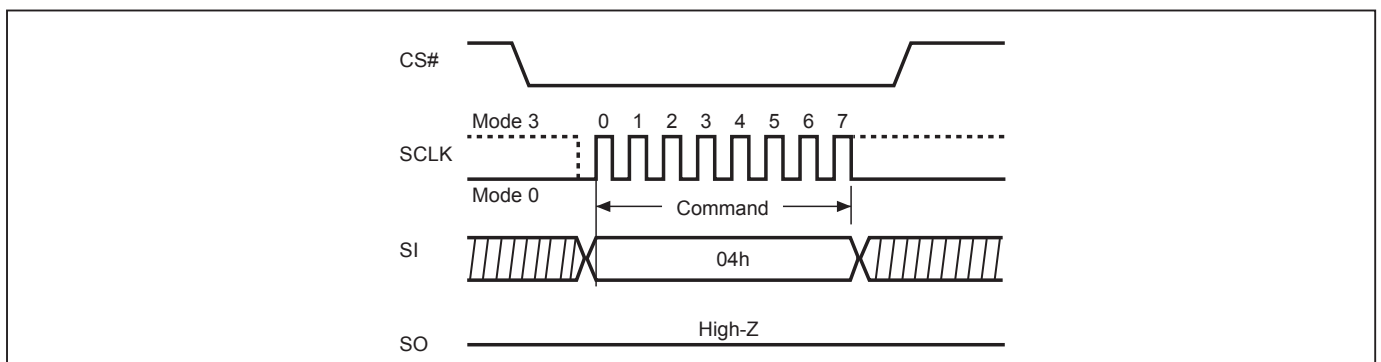 CS#
Mode 3 0 1 2 3 4 5 6 7
SCLK
Mode 0
Command
SI 04h
High-Z
SO